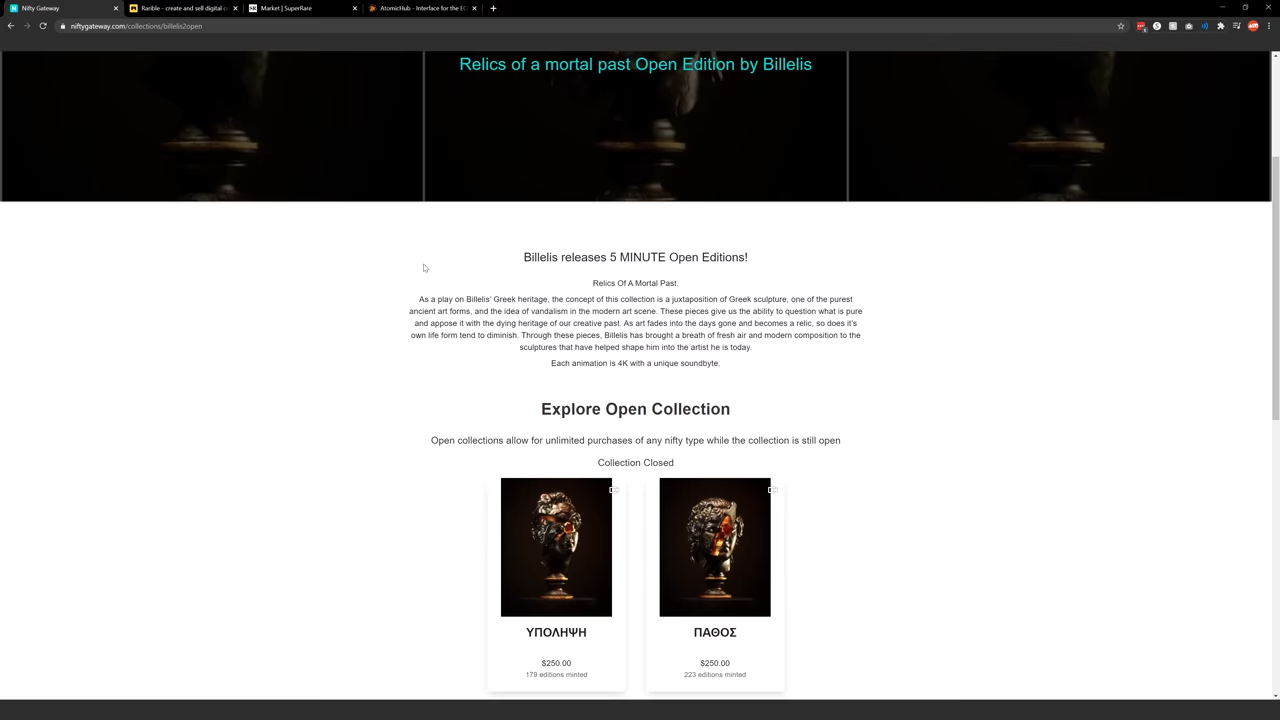 Nifty Gateway
Rarible - create and sell digital c
Market | SuperRare
AtomicHub - Interface for the E
niftygateway.com/collections/billelis2open
Relics of a mortal past Open Edition by Billelis
Billelis releases 5 MINUTE Open Editions!
Relics Of A Mortal Past.
As a play on Billelis' Greek heritage, the concept of this collection is a juxtaposition of Greek sculpture, one of the purest
ancient art forms, and the idea of vandalism in the modern art scene. These pieces give us the ability to question what is pure
and appose it with the dying heritage of our creative past. As art fades into the days gone and becomes a relic, so does it's
own life form tend to diminish. Through these pieces, Billelis has brought a breath of fresh air and modern composition to the
sculptures that have helped shape him into the artist he is today.
Each animation is 4K with a unique soundbyte.
Explore Open Collection
Open collections allow for unlimited purchases of any nifty type while the collection is still open
Collection Closed
ΥΠΟΛΗΨΗ
ΠΑΘΟΣ
$250.00
$250.00
179 editions minted
223 editions minted